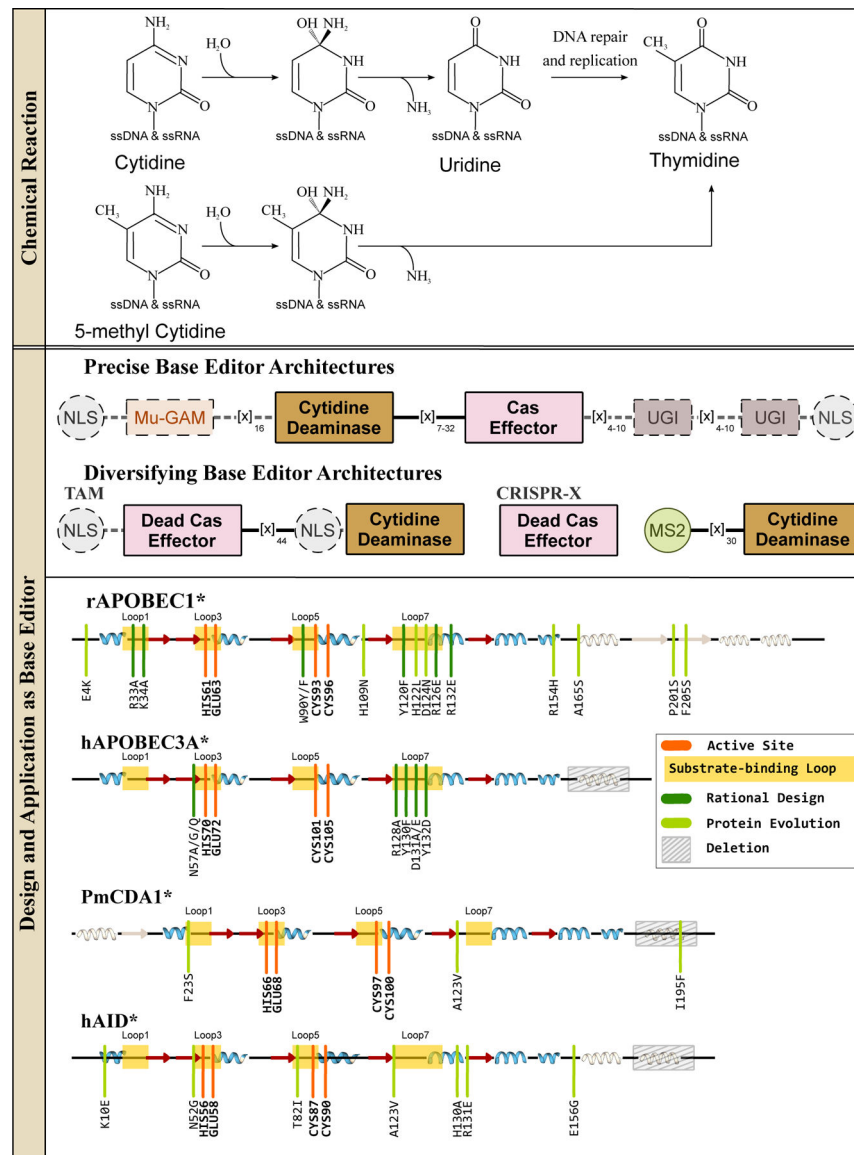 Chemical Reaction
NH₂ N N O ssDNA & ssRNA
Cytidine
H₂O
OH NH₂ NH N O ssDNA & ssRNA
NH₃
O NH N O ssDNA & ssRNA
Uridine
DNA repair
and replication
CH₃ O NH N O ssDNA & ssRNA
Thymidine
CH₃ NH₂ N N O ssDNA & ssRNA
5-methyl Cytidine
H₂O
CH₃ OH NH₂ NH N O ssDNA & ssRNA
NH₃
Design and Application as Base Editor
Precise Base Editor Architectures
NLS Mu-GAM [x]16 Cytidine Deaminase [x]7-32 Cas Effector [x]4-10 UGI [x]4-10 UGI NLS
Diversifying Base Editor Architectures
TAM
NLS Dead Cas Effector [x]44 NLS Cytidine Deaminase
CRISPR-X
Dead Cas Effector MS2 [x]30 Cytidine Deaminase
rAPOBEC1*
Loop1 Loop3 Loop5 Loop7
E4K R33A K34A HIS61 GLU63 W90Y/F CYS93 CYS96 H109N Y120F H122L D124N R126E R132E R154H A165S P201S F205S
hAPOBEC3A*
Loop1 Loop3 Loop5 Loop7
N57A/G/Q HIS70 GLU72 CYS101 CYS105 R128A Y130F D131A/E Y132D
Active Site
Substrate-binding Loop
Rational Design
Protein Evolution
Deletion
PmCDA1*
Loop1 Loop3 Loop5 Loop7
F23S HIS66 GLU68 CYS97 CYS100 A123V I195F
hAID*
Loop1 Loop3 Loop5 Loop7
K10E N52G HIS56 GLU58 T82I CYS87 CYS90 A123V H130A R131E E156G